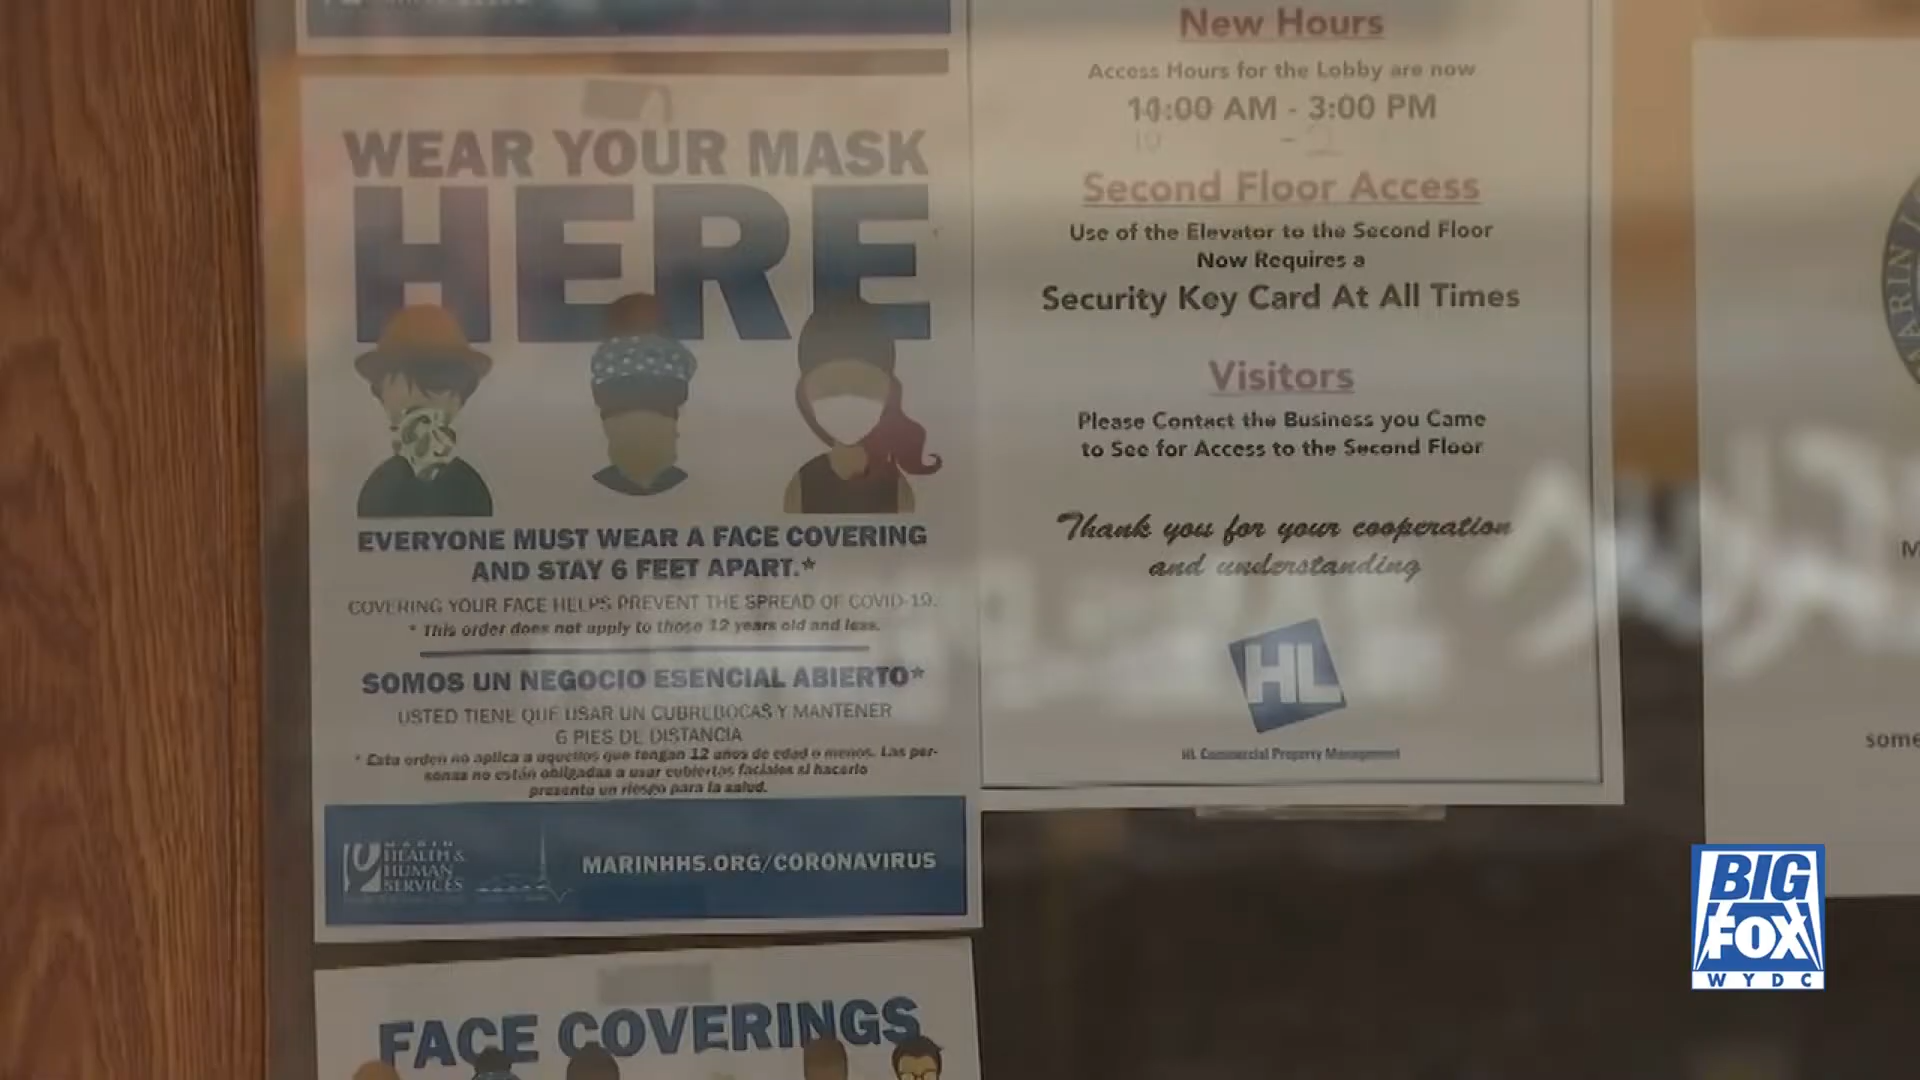 WEAR YOUR MASK
HERE
EVERYONE MUST WEAR A FACE COVERING
AND STAY 6 FEET APART.*
COVERING YOUR FACE HELPS PREVENT THE SPREAD OF COVID-19.
* This order does not apply to those 12 years old and less.
SOMOS UN NEGOCIO ESENCIAL ABIERTO*
USTED TIENE QUE USAR UN CUBREBOCAS Y MANTENER
6 PIES DE DISTANCIA
* Esta orden no aplica a aquellos que tengan 12 años de edad o menos. Las per-
sonas no están obligadas a usar cubiertas faciales si hacerlo
presenta un riesgo para la salud.
MARIN
HEALTH &
HUMAN
SERVICES
MARINHHS.ORG/CORONAVIRUS
FACE COVERINGS
New Hours
Access Hours for the Lobby are now
:00 AM - 3:00 PM
10 - 2
Second Floor Access
Use of the Elevator to the Second Floor
Now Requires a
Security Key Card At All Times
Visitors
Please Contact the Business you Came
to See for Access to the Second Floor
Thank you for your cooperation
and understanding
HL
HL Commercial Property Management
ARIN
some
BIG
FOX
WYDC